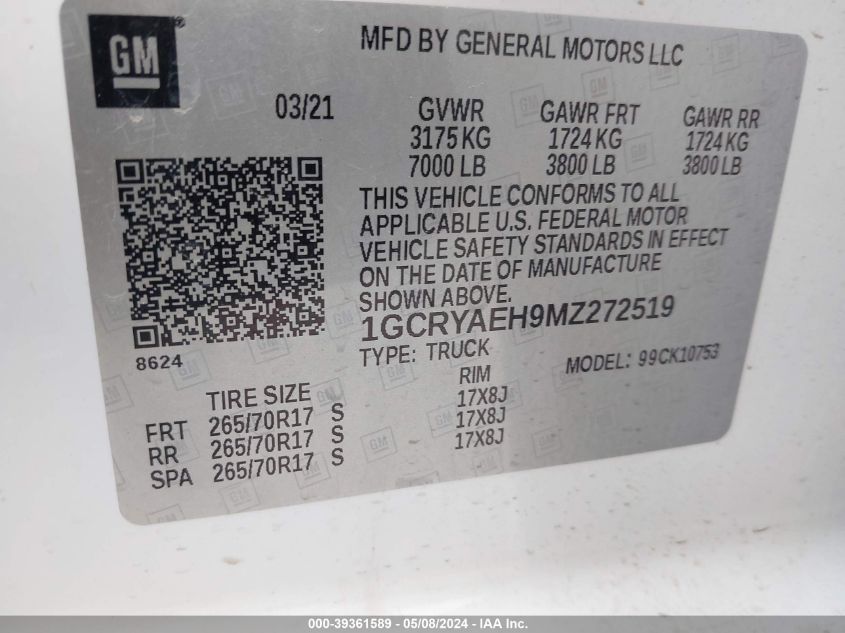 GM
MFD BY GENERAL MOTORS LLC
03/21
GVWR GAWR FRT GAWR RR
3175 KG 1724 KG 1724 KG
7000 LB 3800 LB 3800 LB
THIS VEHICLE CONFORMS TO ALL
APPLICABLE U.S. FEDERAL MOTOR
VEHICLE SAFETY STANDARDS IN EFFECT
ON THE DATE OF MANUFACTURE
SHOWN ABOVE.
1GCRYAEH9MZ272519
8624
TYPE: TRUCK MODEL: 99CK10753
TIRE SIZE RIM
FRT 265/70R17 S 17X8J
RR 265/70R17 S 17X8J
SPA 265/70R17 S 17X8J
000-39361589 - 05/08/2024 - IAAI.com.